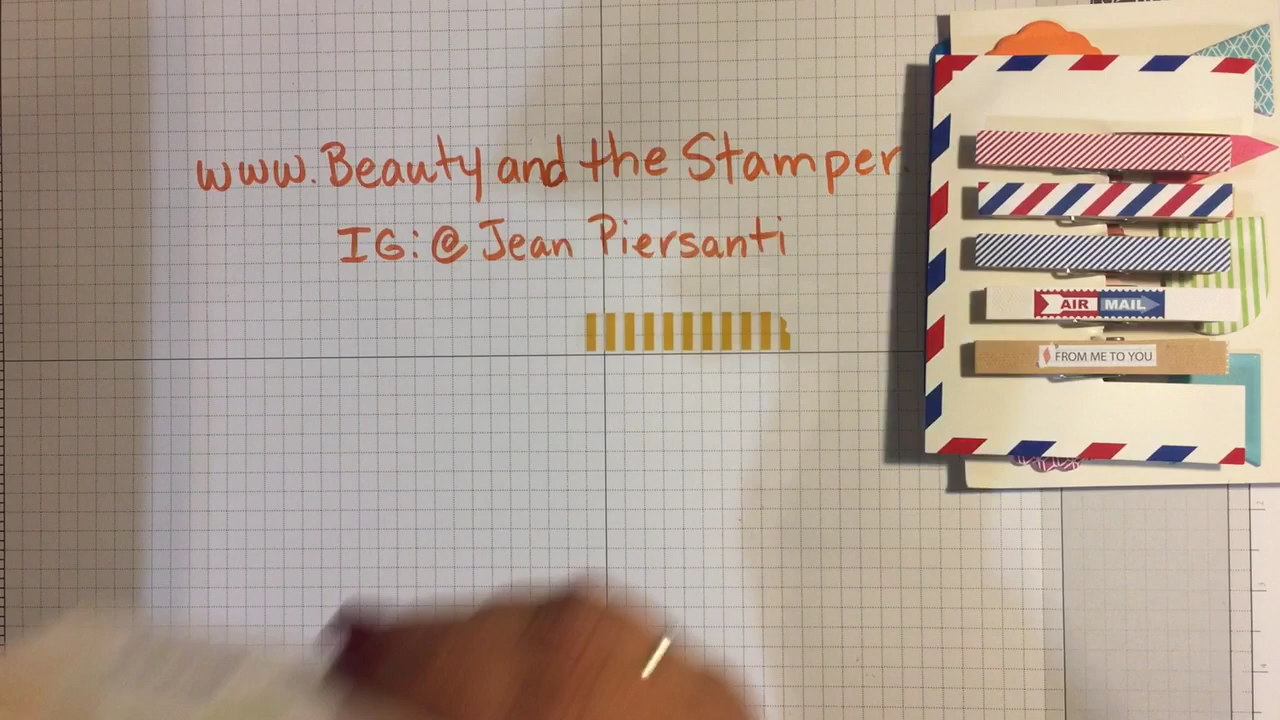 www.Beauty and the Stamper.
IG:@ Jean Piersanti
AIR MAIL
FROM ME TO YOU